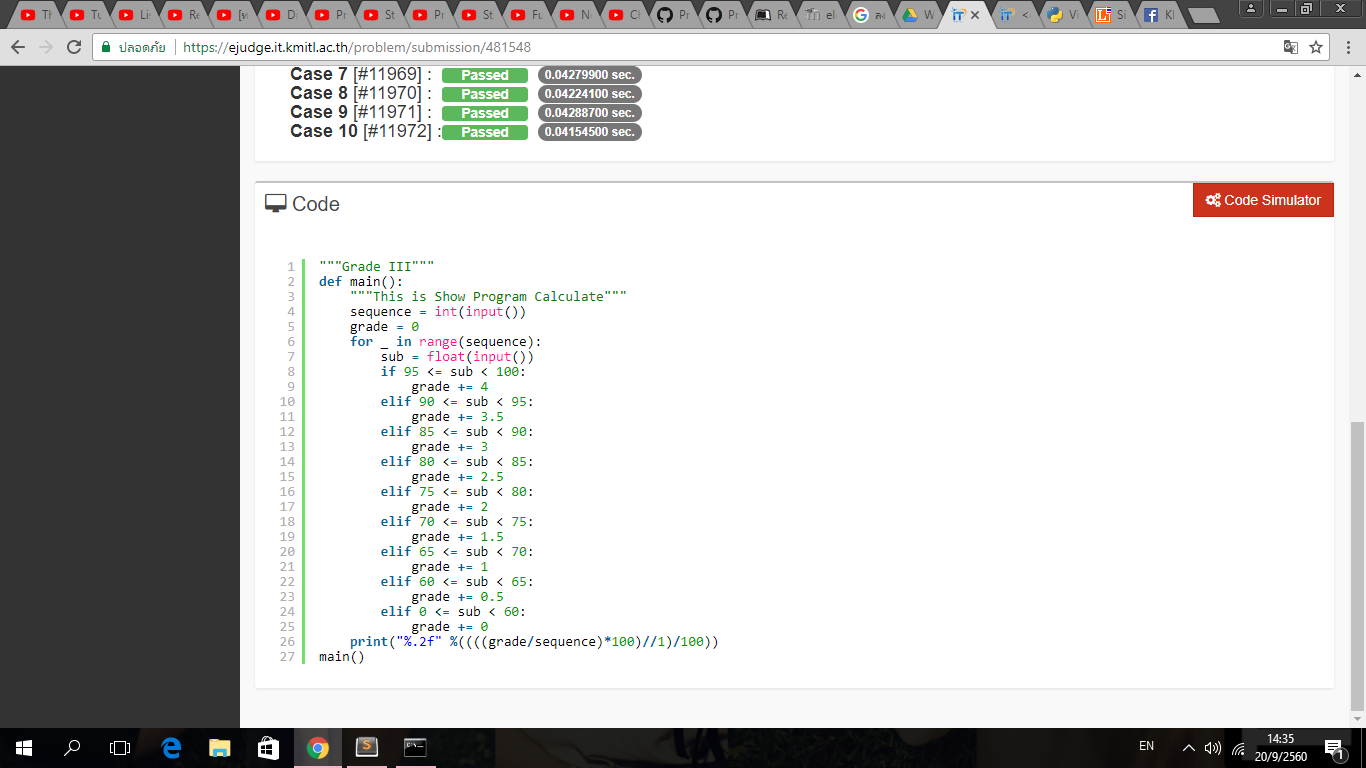 Th Tu Li Re [ห Di Pr St Pr St Fu N Cl Pr Pr Re el ลง W Vi Si Kl
ปลอดภัย https://ejudge.it.kmitl.ac.th/problem/submission/481548
Case 7 [#11969] : Passed 0.04279900 sec.
Case 8 [#11970] : Passed 0.04224100 sec.
Case 9 [#11971] : Passed 0.04288700 sec.
Case 10 [#11972] : Passed 0.04154500 sec.
Code Code Simulator
1 """Grade III"""
2 def main():
3 """This is Show Program Calculate"""
4 sequence = int(input())
5 grade = 0
6 for _ in range(sequence):
7 sub = float(input())
8 if 95 <= sub < 100:
9 grade += 4
10 elif 90 <= sub < 95:
11 grade += 3.5
12 elif 85 <= sub < 90:
13 grade += 3
14 elif 80 <= sub < 85:
15 grade += 2.5
16 elif 75 <= sub < 80:
17 grade += 2
18 elif 70 <= sub < 75:
19 grade += 1.5
20 elif 65 <= sub < 70:
21 grade += 1
22 elif 60 <= sub < 65:
23 grade += 0.5
24 elif 0 <= sub < 60:
25 grade += 0
26 print("%.2f" %((((grade/sequence)*100)//1)/100))
27 main()
EN 14:35
20/9/2560 1